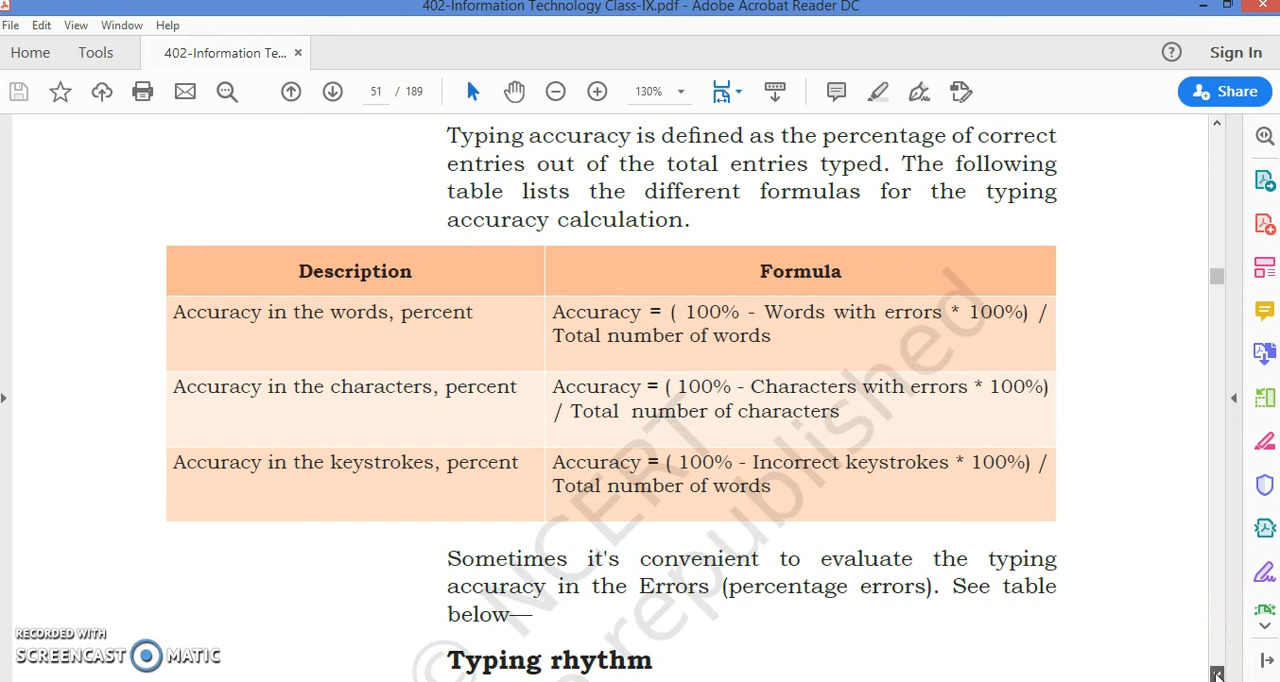 402-Information Technology Class-IX.pdf - Adobe Acrobat Reader DC
File Edit View Window Help
Home Tools 402-Information Te... × Sign In
51 / 189 130% Share
Typing accuracy is defined as the percentage of correct
entries out of the total entries typed. The following
table lists the different formulas for the typing
accuracy calculation.
Description Formula
Accuracy in the words, percent
Accuracy = ( 100% - Words with errors * 100%) /
Total number of words
Accuracy in the characters, percent
Accuracy = ( 100% - Characters with errors * 100%)
/ Total number of characters
Accuracy in the keystrokes, percent
Accuracy = ( 100% - Incorrect keystrokes * 100%) /
Total number of words
Sometimes it's convenient to evaluate the typing
accuracy in the Errors (percentage errors). See table
below—
Typing rhythm
© NCERT
republished
RECORDED WITH
SCREENCAST MATIC